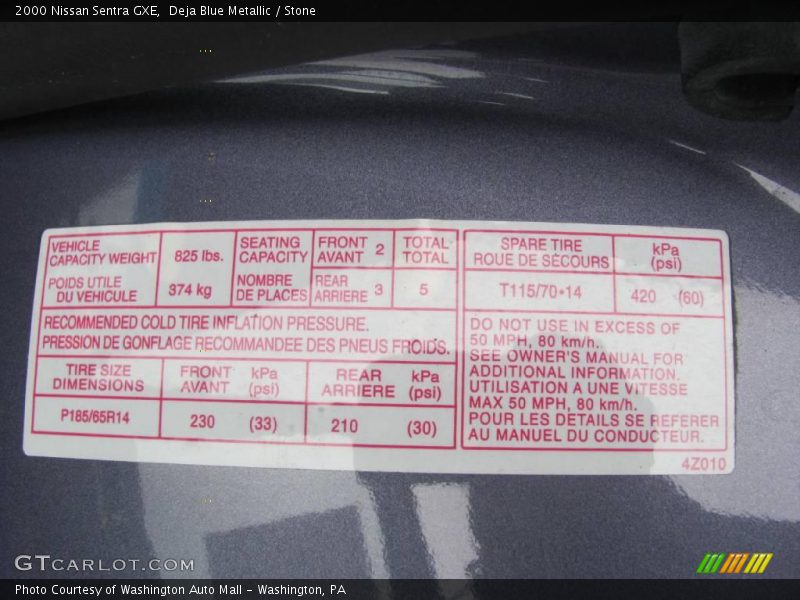 2000 Nissan Sentra GXE,  Deja Blue Metallic / Stone
VEHICLE CAPACITY WEIGHT
POIDS UTILE DU VEHICULE
825 lbs.
374 kg
SEATING CAPACITY
NOMBRE DE PLACES
FRONT AVANT 2
REAR ARRIERE 3
TOTAL TOTAL
5
RECOMMENDED COLD TIRE INFLATION PRESSURE.
PRESSION DE GONFLAGE RECOMMANDEE DES PNEUS FROIDS.
TIRE SIZE DIMENSIONS
FRONT AVANT kPa (psi)
REAR ARRIERE kPa (psi)
P185/65R14 230 (33) 210 (30)
SPARE TIRE
ROUE DE SECOURS
kPa (psi)
T115/70•14 420 (60)
DO NOT USE IN EXCESS OF
50 MPH, 80 km/h.
SEE OWNER'S MANUAL FOR
ADDITIONAL INFORMATION.
UTILISATION A UNE VITESSE
MAX 50 MPH, 80 km/h.
POUR LES DETAILS SE REFERER
AU MANUEL DU CONDUCTEUR.
4Z010
GTCARLOT.COM
Photo Courtesy of Washington Auto Mall - Washington, PA